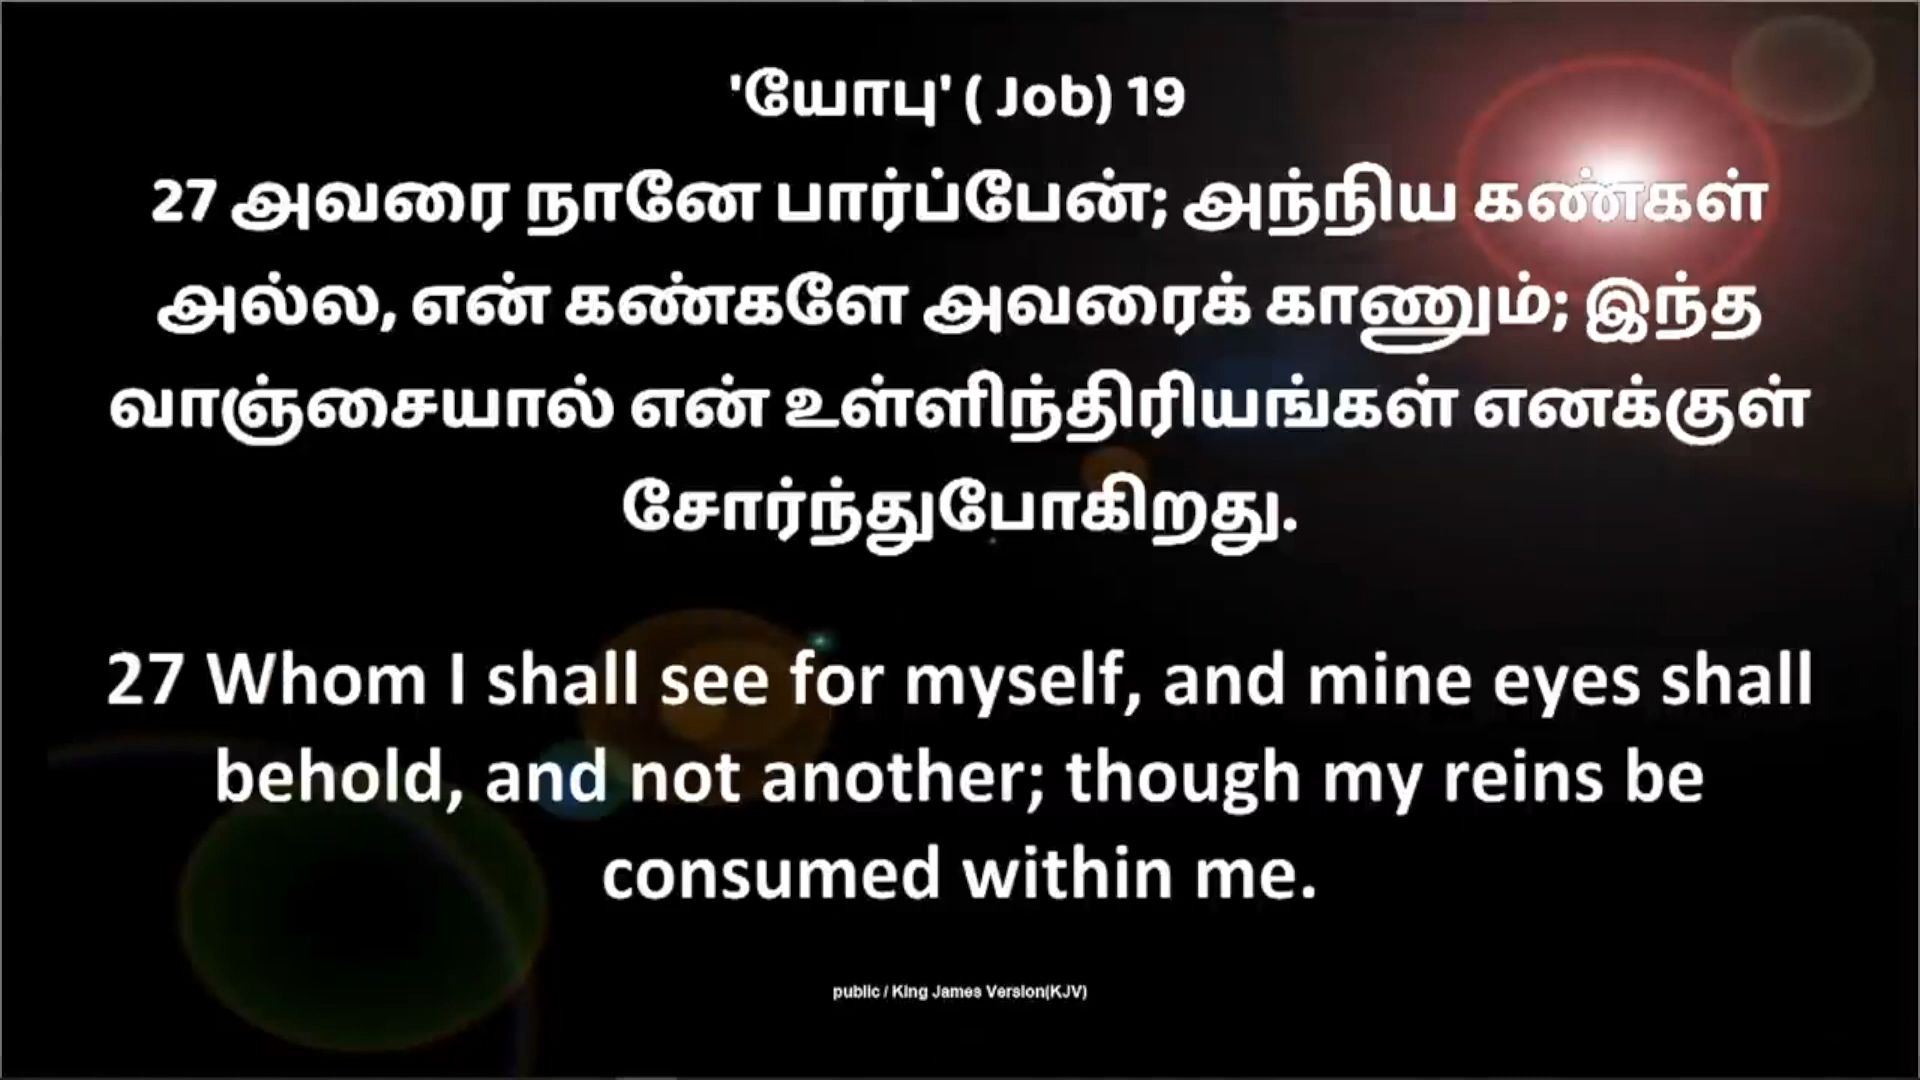 'யோபு' ( Job) 19
27 அவரை நானே பார்ப்பேன்; அந்நிய கண்கள்
அல்ல, என் கண்களே அவரைக் காணும்; இந்த
வாஞ்சையால் என் உள்ளிந்திரியங்கள் எனக்குள்
சோர்ந்துபோகிறது.
27 Whom I shall see for myself, and mine eyes shall
behold, and not another; though my reins be
consumed within me.
public / King James Version(KJV)